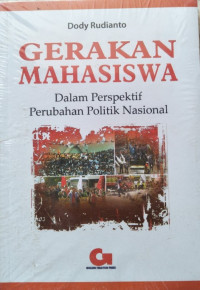 Dody Rudianto
GERAKAN
MAHASISWA
Dalam Perspektif
Perubahan Politik Nasional